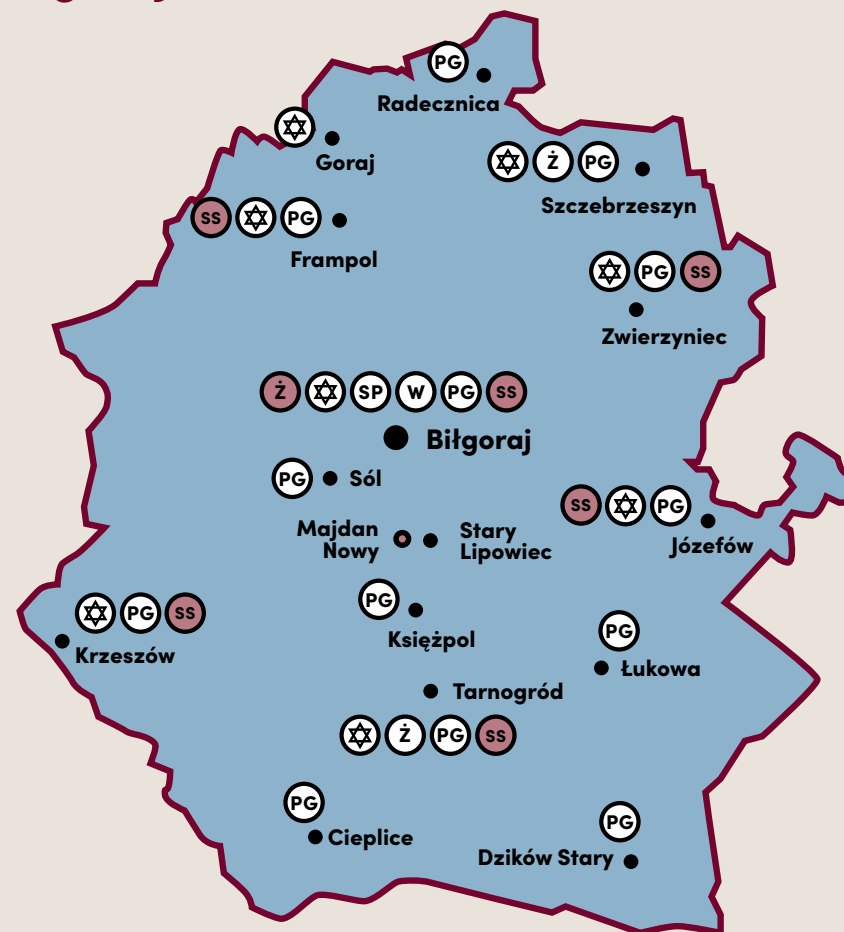 PG
Radecznica
Goraj
Ż PG
Szczebrzeszyn
SS PG
Frampol
PG SS
Zwierzyniec
Ż SP W PG SS
Biłgoraj
PG
Sól
SS PG
Józefów
Majdan
Nowy
Stary
Lipowiec
PG
Księżpol
PG SS
Krzeszów
PG
Łukowa
Tarnogród
Ż PG SS
PG
Cieplice
PG
Dzików Stary